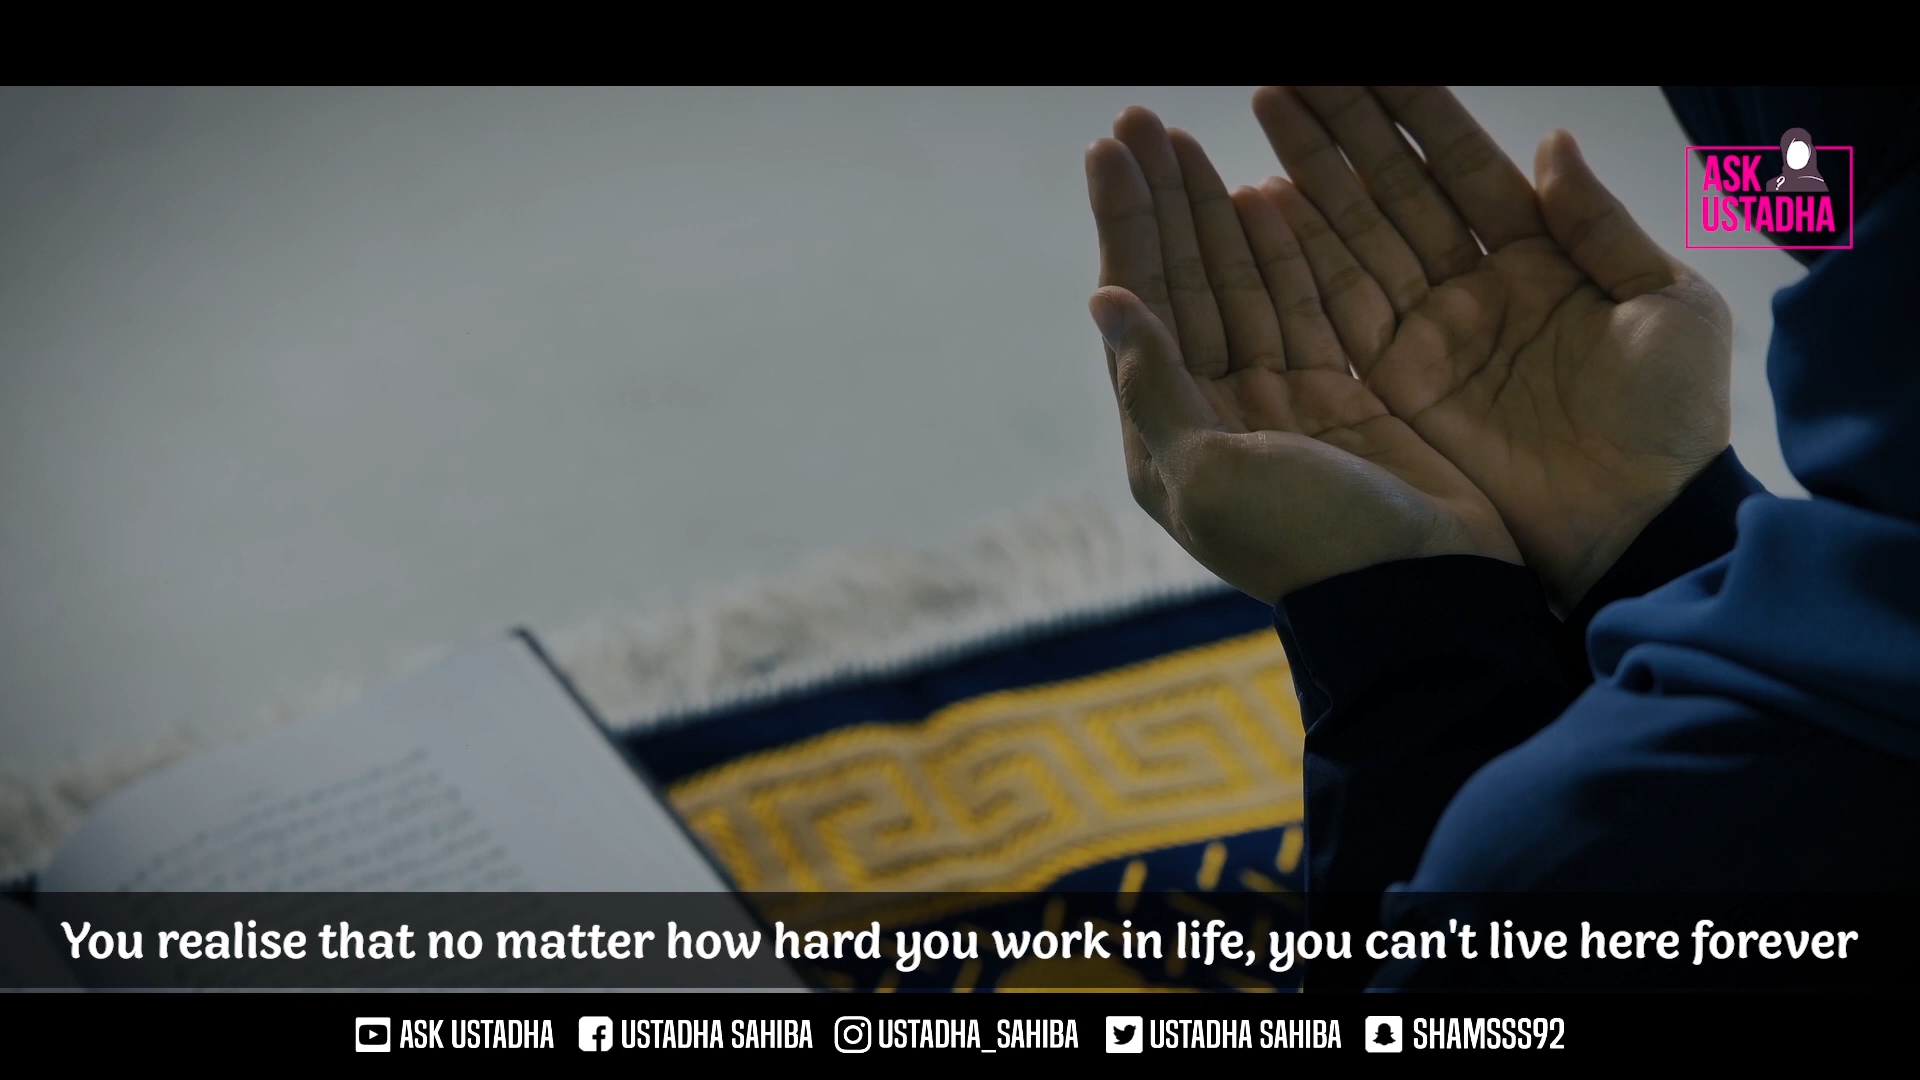 ASK
USTADHA
You realise that no matter how hard you work in life, you can't live here forever
ASK USTADHA USTADHA SAHIBA USTADHA_SAHIBA USTADHA SAHIBA SHAMSSS92